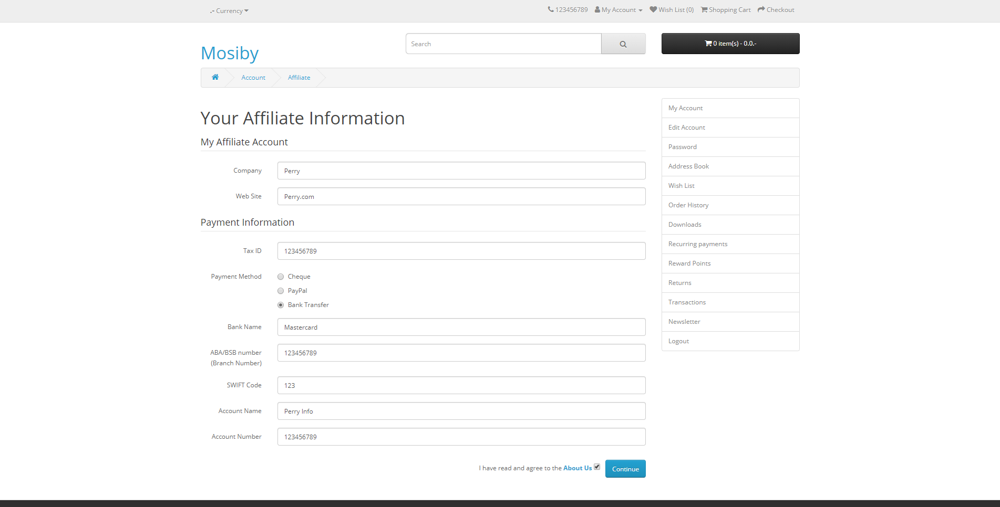 .- Currency
123456789 My Account Wish List (0) Shopping Cart Checkout
Mosiby
Search
0 item(s) - 0.0.-
Account Affiliate
Your Affiliate Information
My Affiliate Account
Company Perry
Web Site Perry.com
Payment Information
Tax ID 123456789
Payment Method Cheque
PayPal
Bank Transfer
Bank Name Mastercard
ABA/BSB number
(Branch Number) 123456789
SWIFT Code 123
Account Name Perry Info
Account Number 123456789
I have read and agree to the About Us Continue
My Account
Edit Account
Password
Address Book
Wish List
Order History
Downloads
Recurring payments
Reward Points
Returns
Transactions
Newsletter
Logout